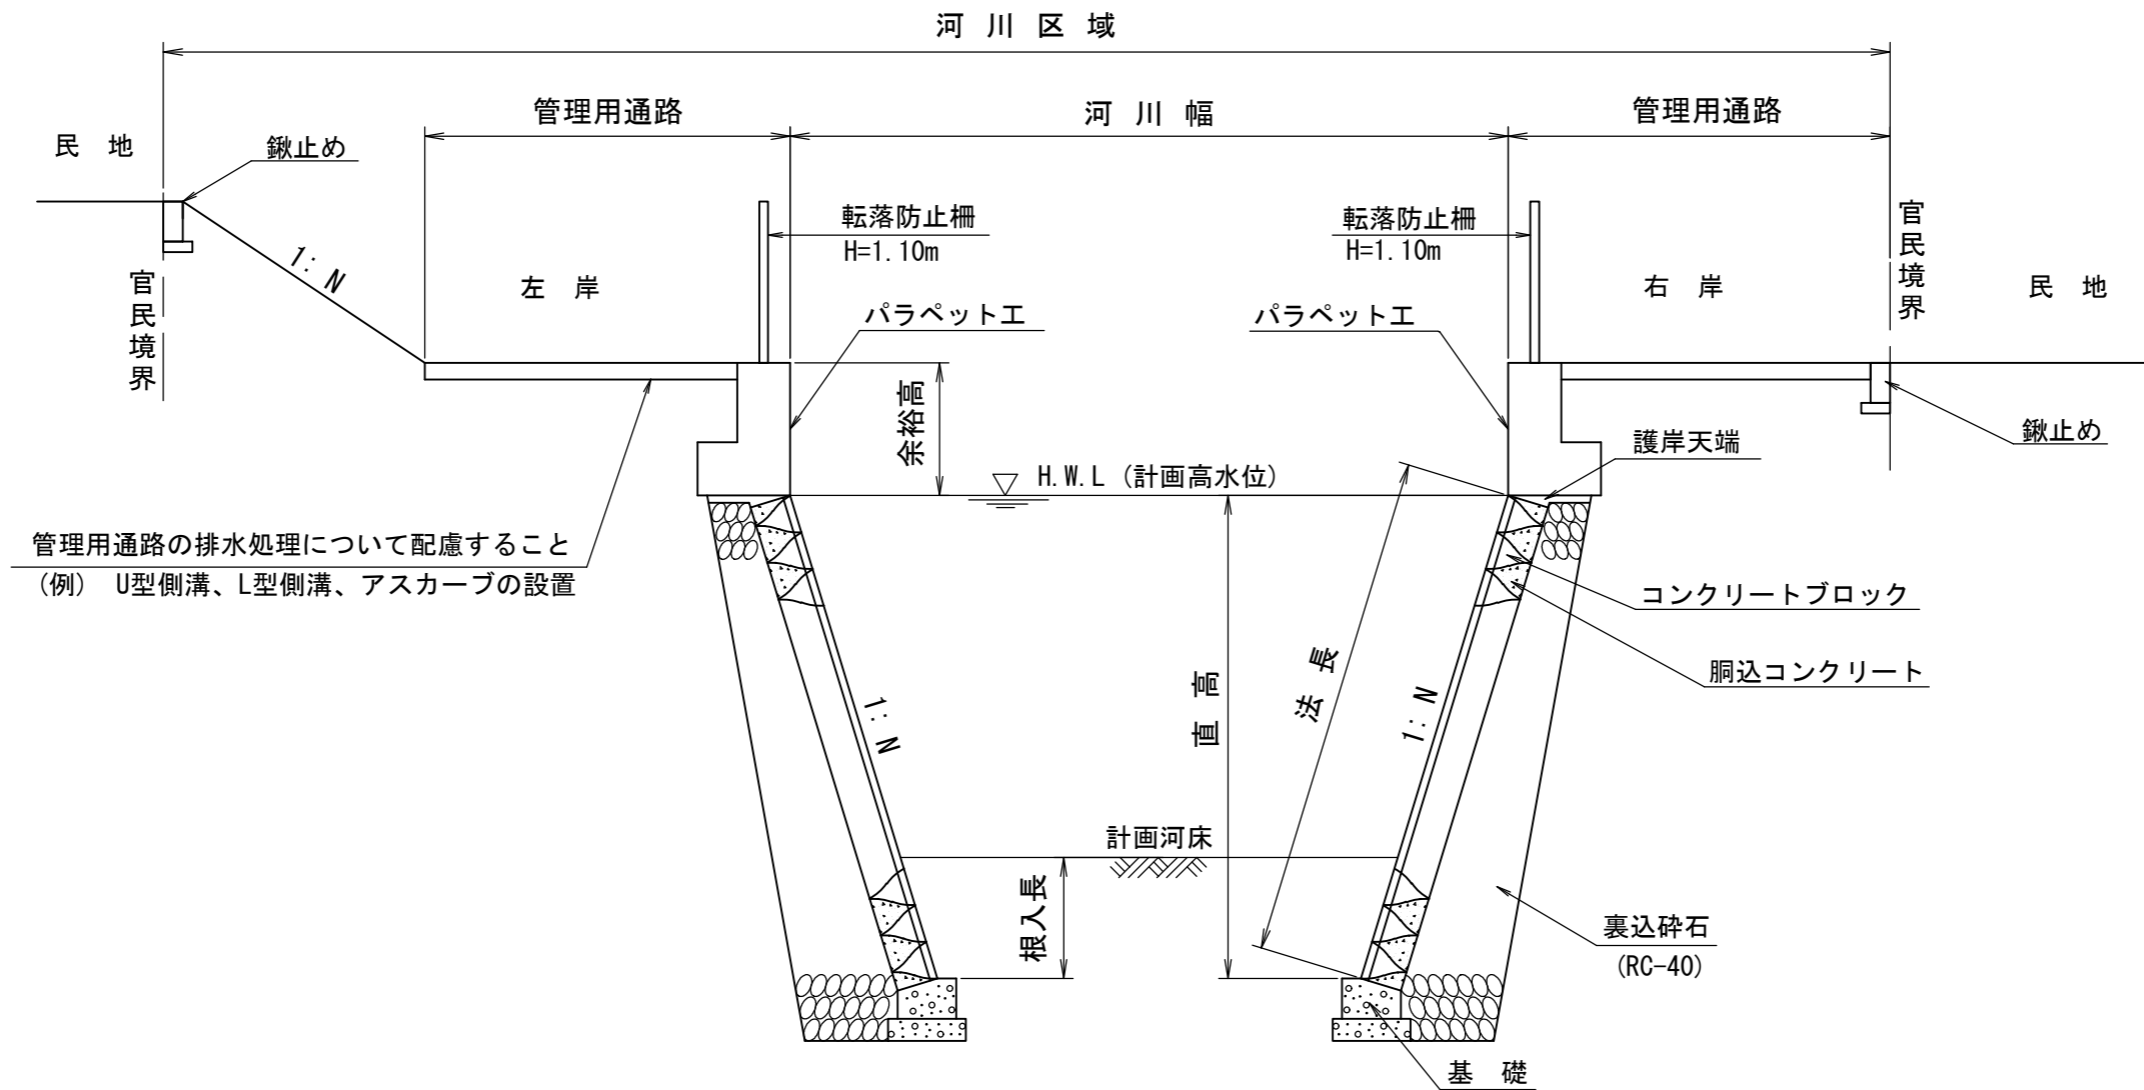 河川区域
管理用通路
河川幅
管理用通路
民地
鍬止め
転落防止柵
H=1.10m
転落防止柵
H=1.10m
官民境界
1:N
官民境界
左岸
右岸
民地
パラペット工
パラペット工
余裕高
鍬止め
護岸天端
H.W.L (計画高水位)
管理用通路の排水処理について配慮すること
(例) U型側溝、L型側溝、アスカーブの設置
コンクリートブロック
胴込コンクリート
法長
直高
1:N
1:N
計画河床
根入長
裏込砕石
(RC-40)
基礎